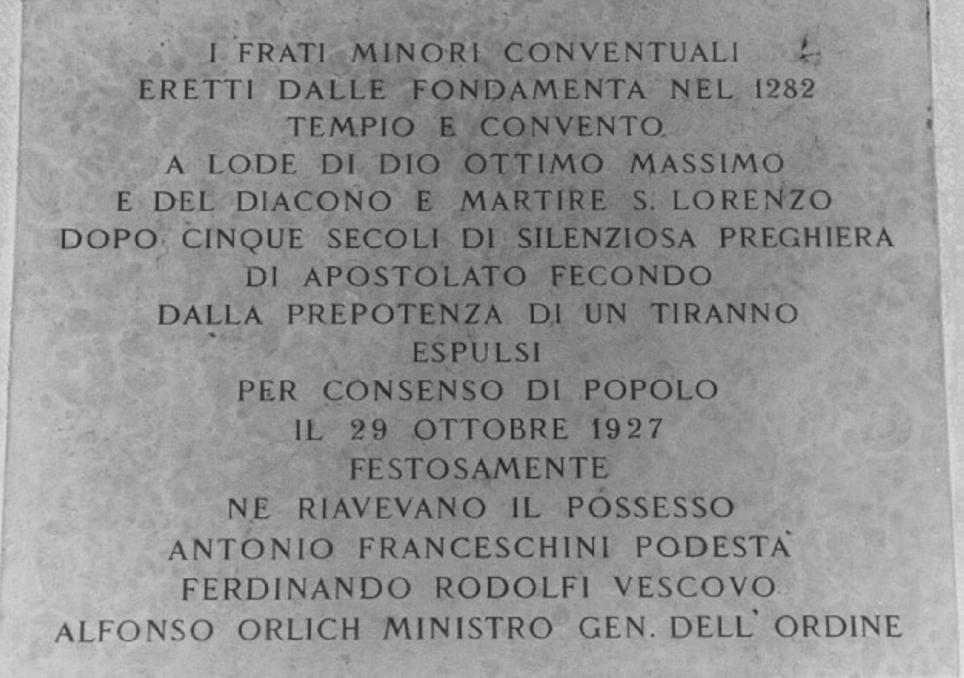 I FRATI MINORI CONVENTUALI
ERETTI DALLE FONDAMENTA NEL 1282
TEMPIO E CONVENTO
A LODE DI DIO OTTIMO MASSIMO
E DEL DIACONO E MARTIRE S. LORENZO
DOPO CINQUE SECOLI DI SILENZIOSA PREGHIERA
DI APOSTOLATO FECONDO
DALLA PREPOTENZA DI UN TIRANNO
ESPULSI
PER CONSENSO DI POPOLO
IL 29 OTTOBRE 1927
FESTOSAMENTE
NE RIAVEVANO IL POSSESSO
ANTONIO FRANCESCHINI PODESTA'
FERDINANDO RODOLFI VESCOVO
ALFONSO ORLICH MINISTRO GEN. DELL' ORDINE